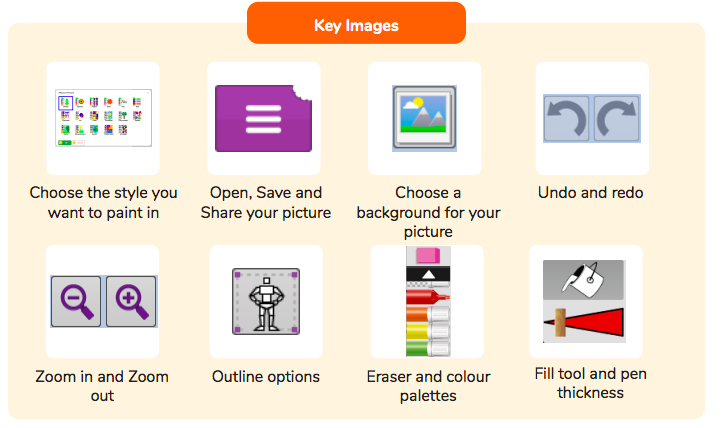 Key Images
Choose the style you
want to paint in
Open, Save and
Share your picture
Choose a
background for your
picture
Undo and redo
Zoom in and Zoom
out
Outline options
Eraser and colour
palettes
Fill tool and pen
thickness